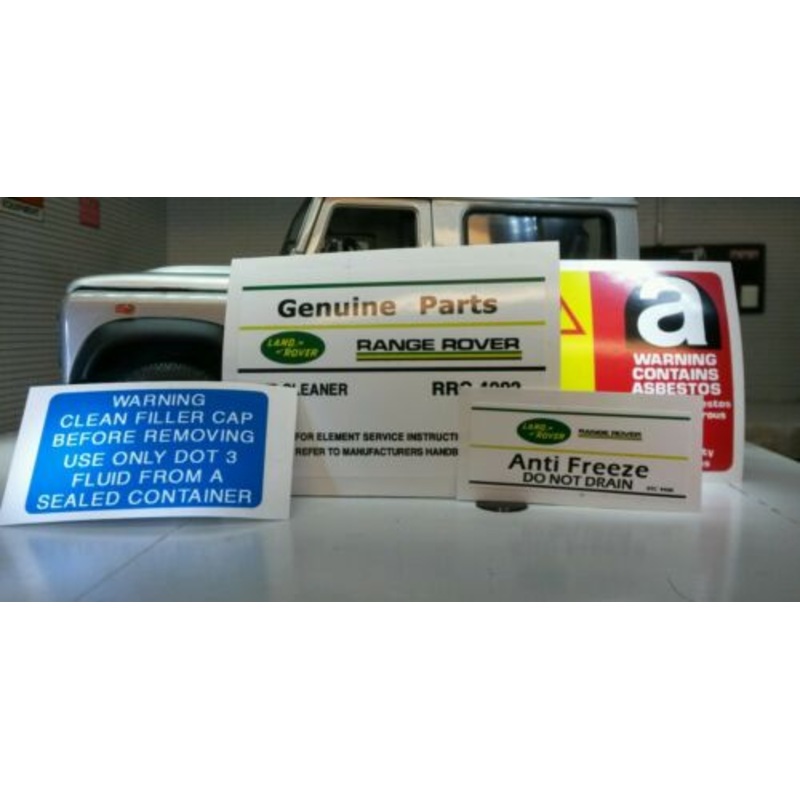 EQUIPMENT
WARNING
CLEAN FILLER CAP
BEFORE REMOVING
USE ONLY DOT 3
FLUID FROM A
SEALED CONTAINER
Genuine Parts
LAND
ROVER
RANGE ROVER
CLEANER
FOR ELEMENT SERVICE INSTRUCTI
REFER TO MANUFACTURERS HANDB
LAND
ROVER
RANGE ROVER
Anti Freeze
DO NOT DRAIN
a
WARNING
CONTAINS
ASBESTOS